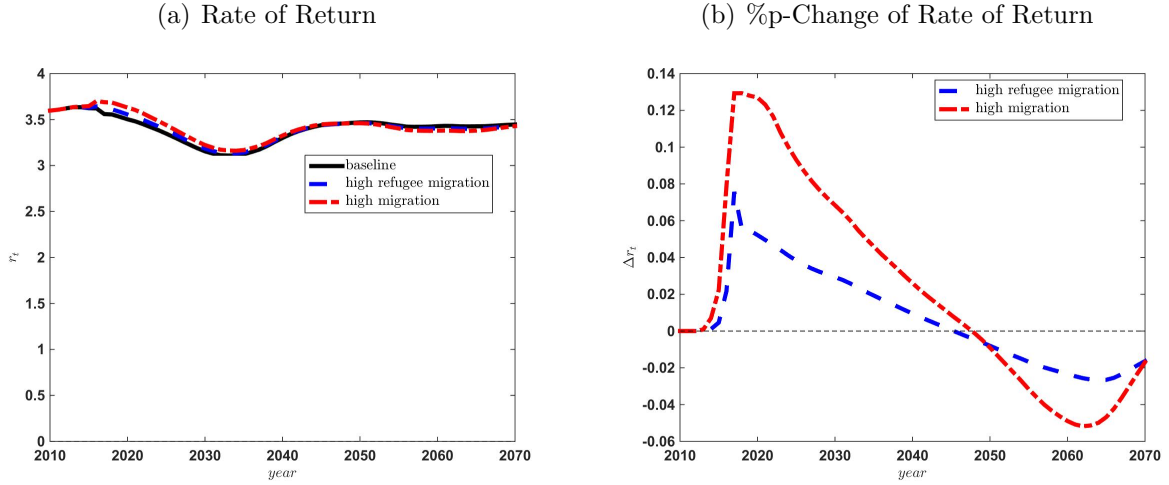 (a) Rate of Return
4
3.5
3
2.5
2
1.5
1
0.5
0
r_t
baseline
high refugee migration
high migration
2010 2020 2030 2040 2050 2060 2070
year
(b) %p-Change of Rate of Return
0.14
0.12
0.1
0.08
0.06
0.04
0.02
0
-0.02
-0.04
-0.06
Δr_t
high refugee migration
high migration
2010 2020 2030 2040 2050 2060 2070
year